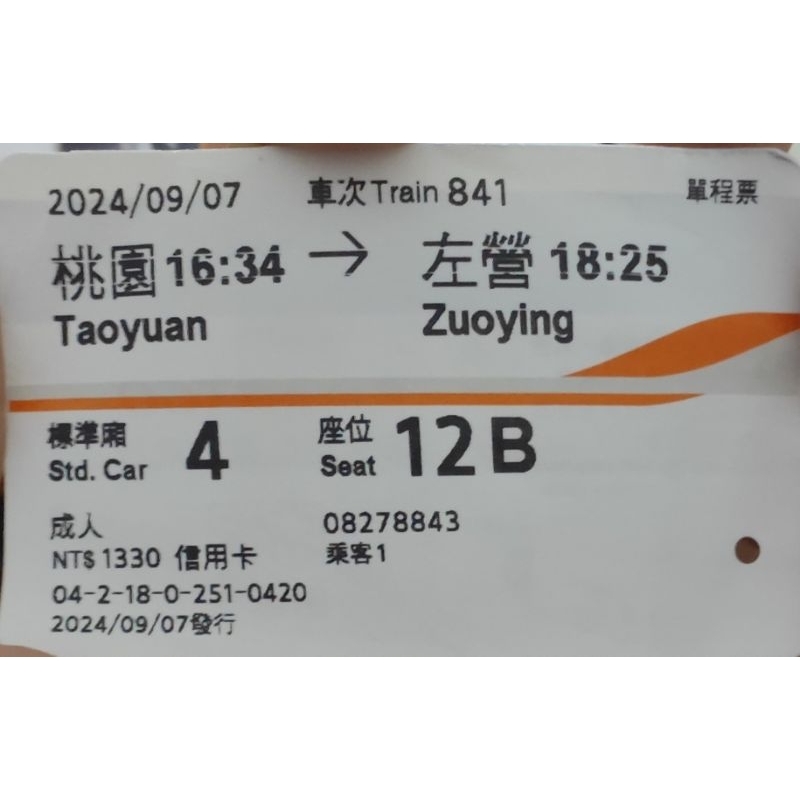 2024/09/07 車次Train 841 單程票
桃園16:34 → 左營 18:25
Taoyuan Zuoying
標準廂 座位
Std. Car 4 Seat 12B
成人 08278843
NT$ 1330 信用卡 乘客1
04-2-18-0-251-0420
2024/09/07發行